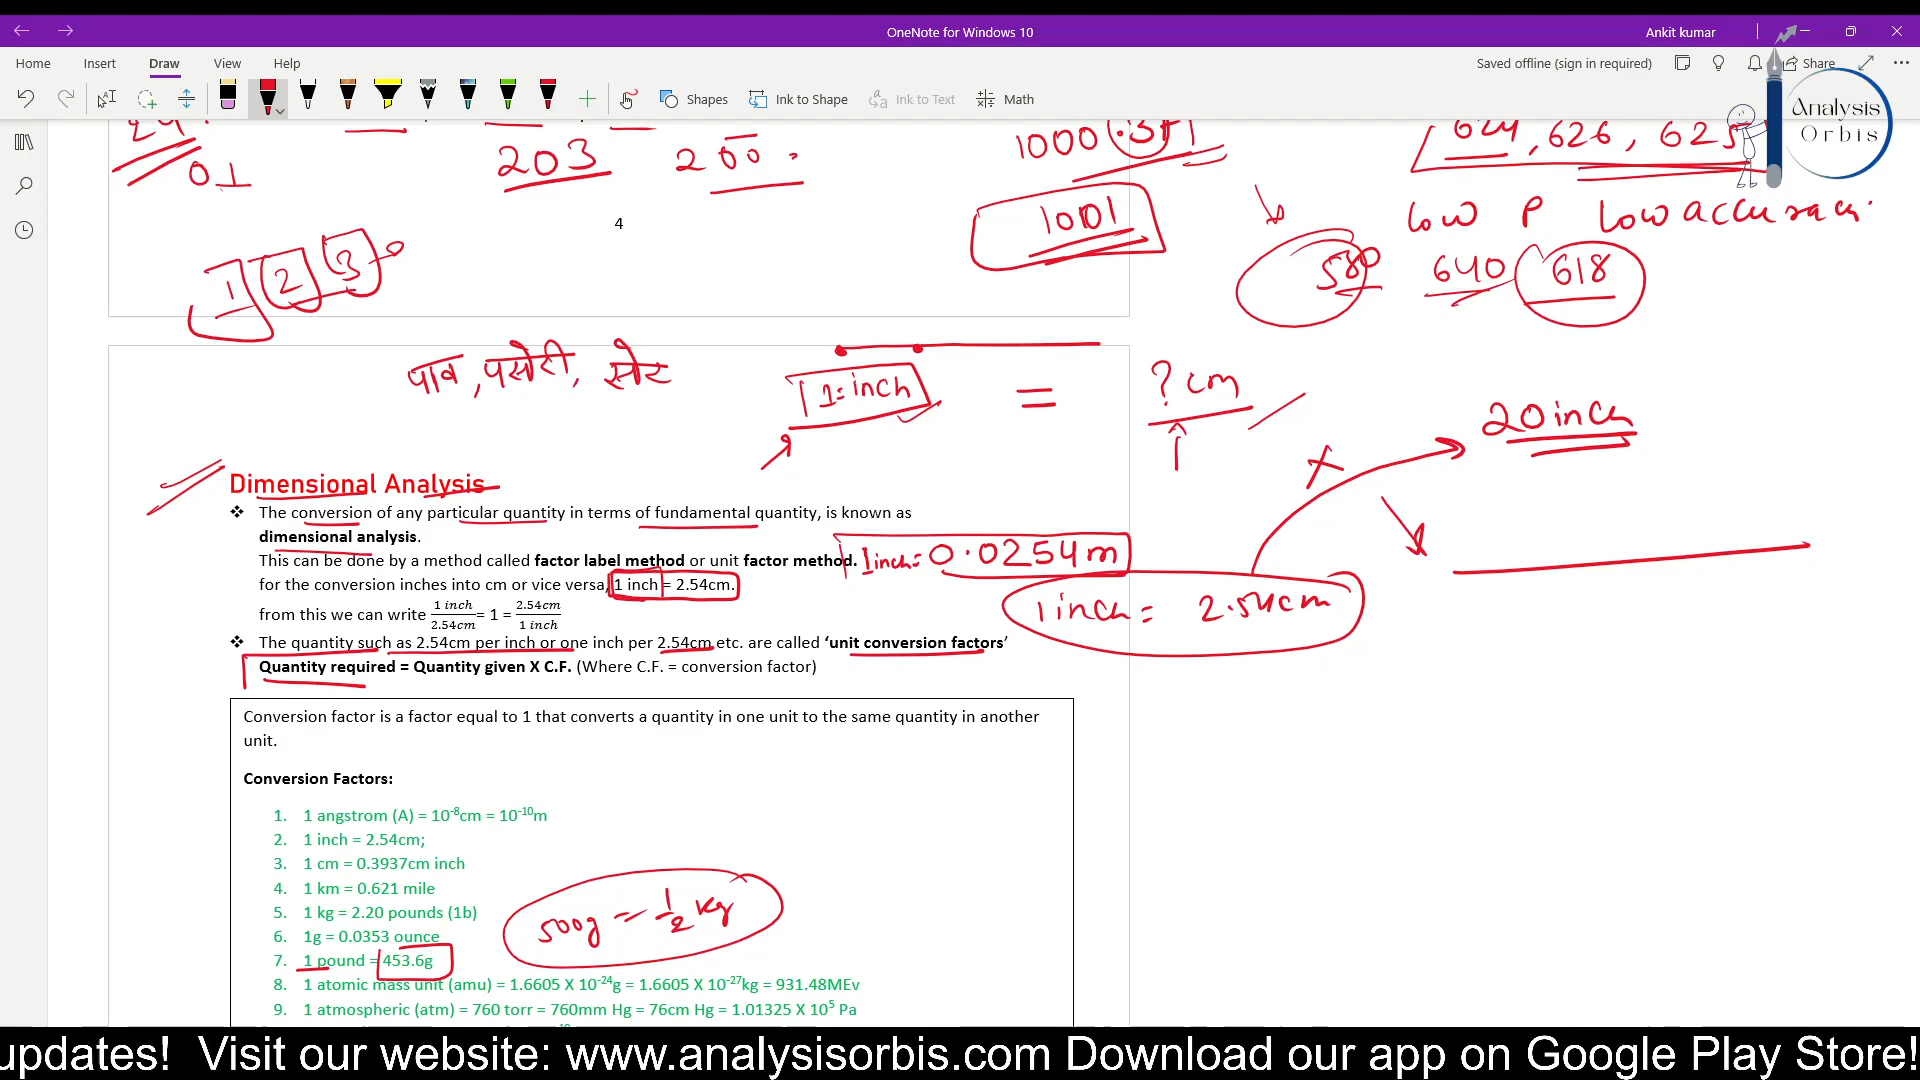 OneNote for Windows 10
Ankit kumar
Home Insert Draw View Help
Saved offline (sign in required)
Share
Shapes
Ink to Shape
Ink to Text
Math
Analysis
Orbis
01
203 200
1000
1001
624, 626, 625
low P low accuracy
4
1 2 3
580 640 618
पाव, पसेरी, सेर
1 inch = ? cm
20 inch
Dimensional Analysis
❖ The conversion of any particular quantity in terms of fundamental quantity, is known as
dimensional analysis.
This can be done by a method called factor label method or unit factor method.
1 inch = 0.0254m
for the conversion inches into cm or vice versa, 1 inch = 2.54cm.
1 inch = 2.54cm
from this we can write 1 inch/2.54cm = 1 = 2.54cm/1 inch
❖ The quantity such as 2.54cm per inch or one inch per 2.54cm etc. are called ‘unit conversion factors’
Quantity required = Quantity given X C.F. (Where C.F. = conversion factor)
Conversion factor is a factor equal to 1 that converts a quantity in one unit to the same quantity in another
unit.
Conversion Factors:
1. 1 angstrom (A) = 10⁻⁸cm = 10⁻¹⁰m
2. 1 inch = 2.54cm;
3. 1 cm = 0.3937cm inch
4. 1 km = 0.621 mile
5. 1 kg = 2.20 pounds (1b)
500g = 1/2 kg
6. 1g = 0.0353 ounce
7. 1 pound = 453.6g
8. 1 atomic mass unit (amu) = 1.6605 X 10⁻²⁴g = 1.6605 X 10⁻²⁷kg = 931.48MEv
9. 1 atmospheric (atm) = 760 torr = 760mm Hg = 76cm Hg = 1.01325 X 10⁵ Pa
updates! Visit our website: www.analysisorbis.com Download our app on Google Play Store!